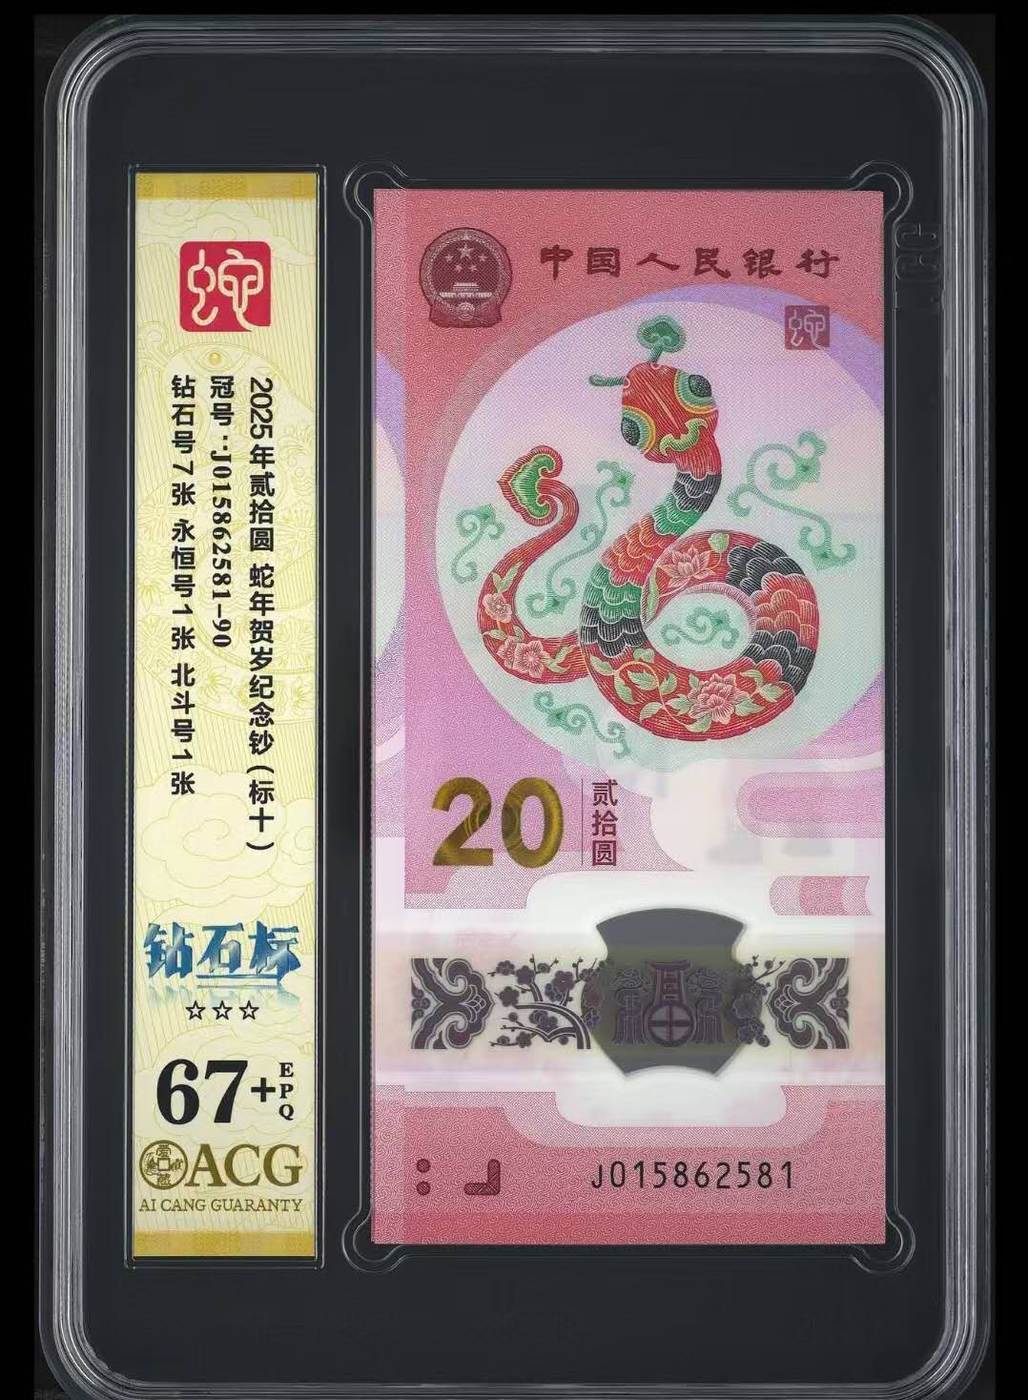 蛇
2025年贰拾圆 蛇年贺岁纪念钞(标十)
冠号:J015862581-90
钻石号7张 永恒号1张 北斗号1张
钻石标
☆☆☆
67+EPQ
ACG
AI CANG GUARANTY
中国人民银行
蛇
20 贰拾圆
J015862581